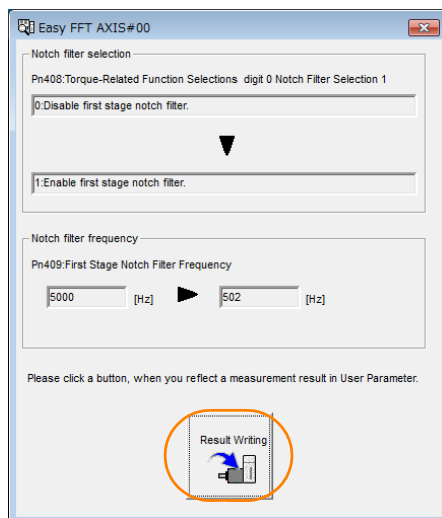 Easy FFT AXIS#00
Notch filter selection
Pn408:Torque-Related Function Selections digit 0 Notch Filter Selection 1
0:Disable first stage notch filter.
1:Enable first stage notch filter.
Notch filter frequency
Pn409:First Stage Notch Filter Frequency
5000 [Hz] 502 [Hz]
Please click a button, when you reflect a measurement result in User Parameter.
Result Writing